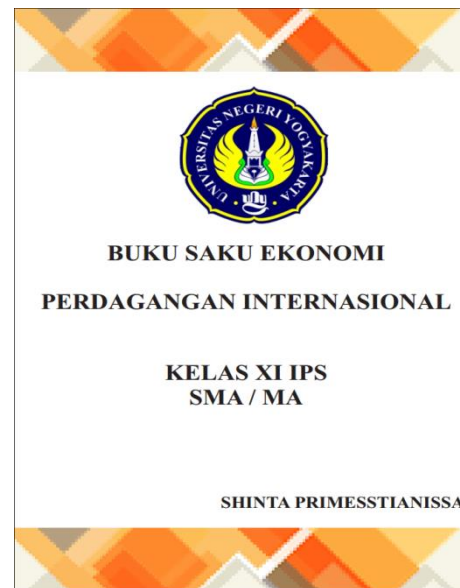 UNIVERSITAS NEGERI YOGYAKARTA
BUKU SAKU EKONOMI
PERDAGANGAN INTERNASIONAL
KELAS XI IPS
SMA / MA
SHINTA PRIMESSTIANISSA